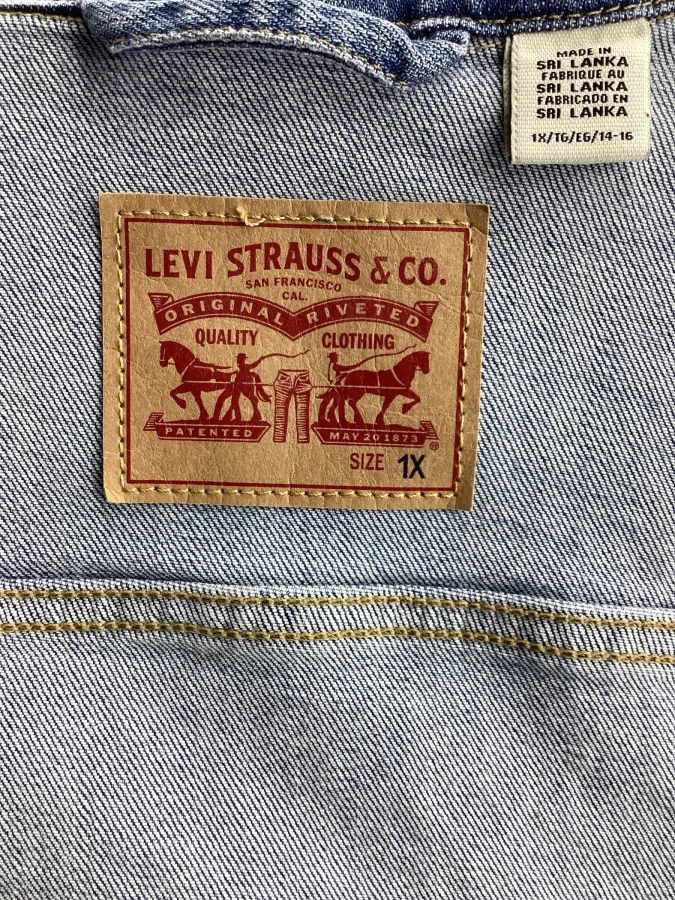 MADE IN
SRI LANKA
FABRIQUE AU
SRI LANKA
FABRICADO EN
SRI LANKA
1X/TG/EG/14-16
LEVI STRAUSS & CO.
SAN FRANCISCO
CAL.
ORIGINAL RIVETED
QUALITY CLOTHING
PATENTED MAY 20 1873 ®
SIZE 1X